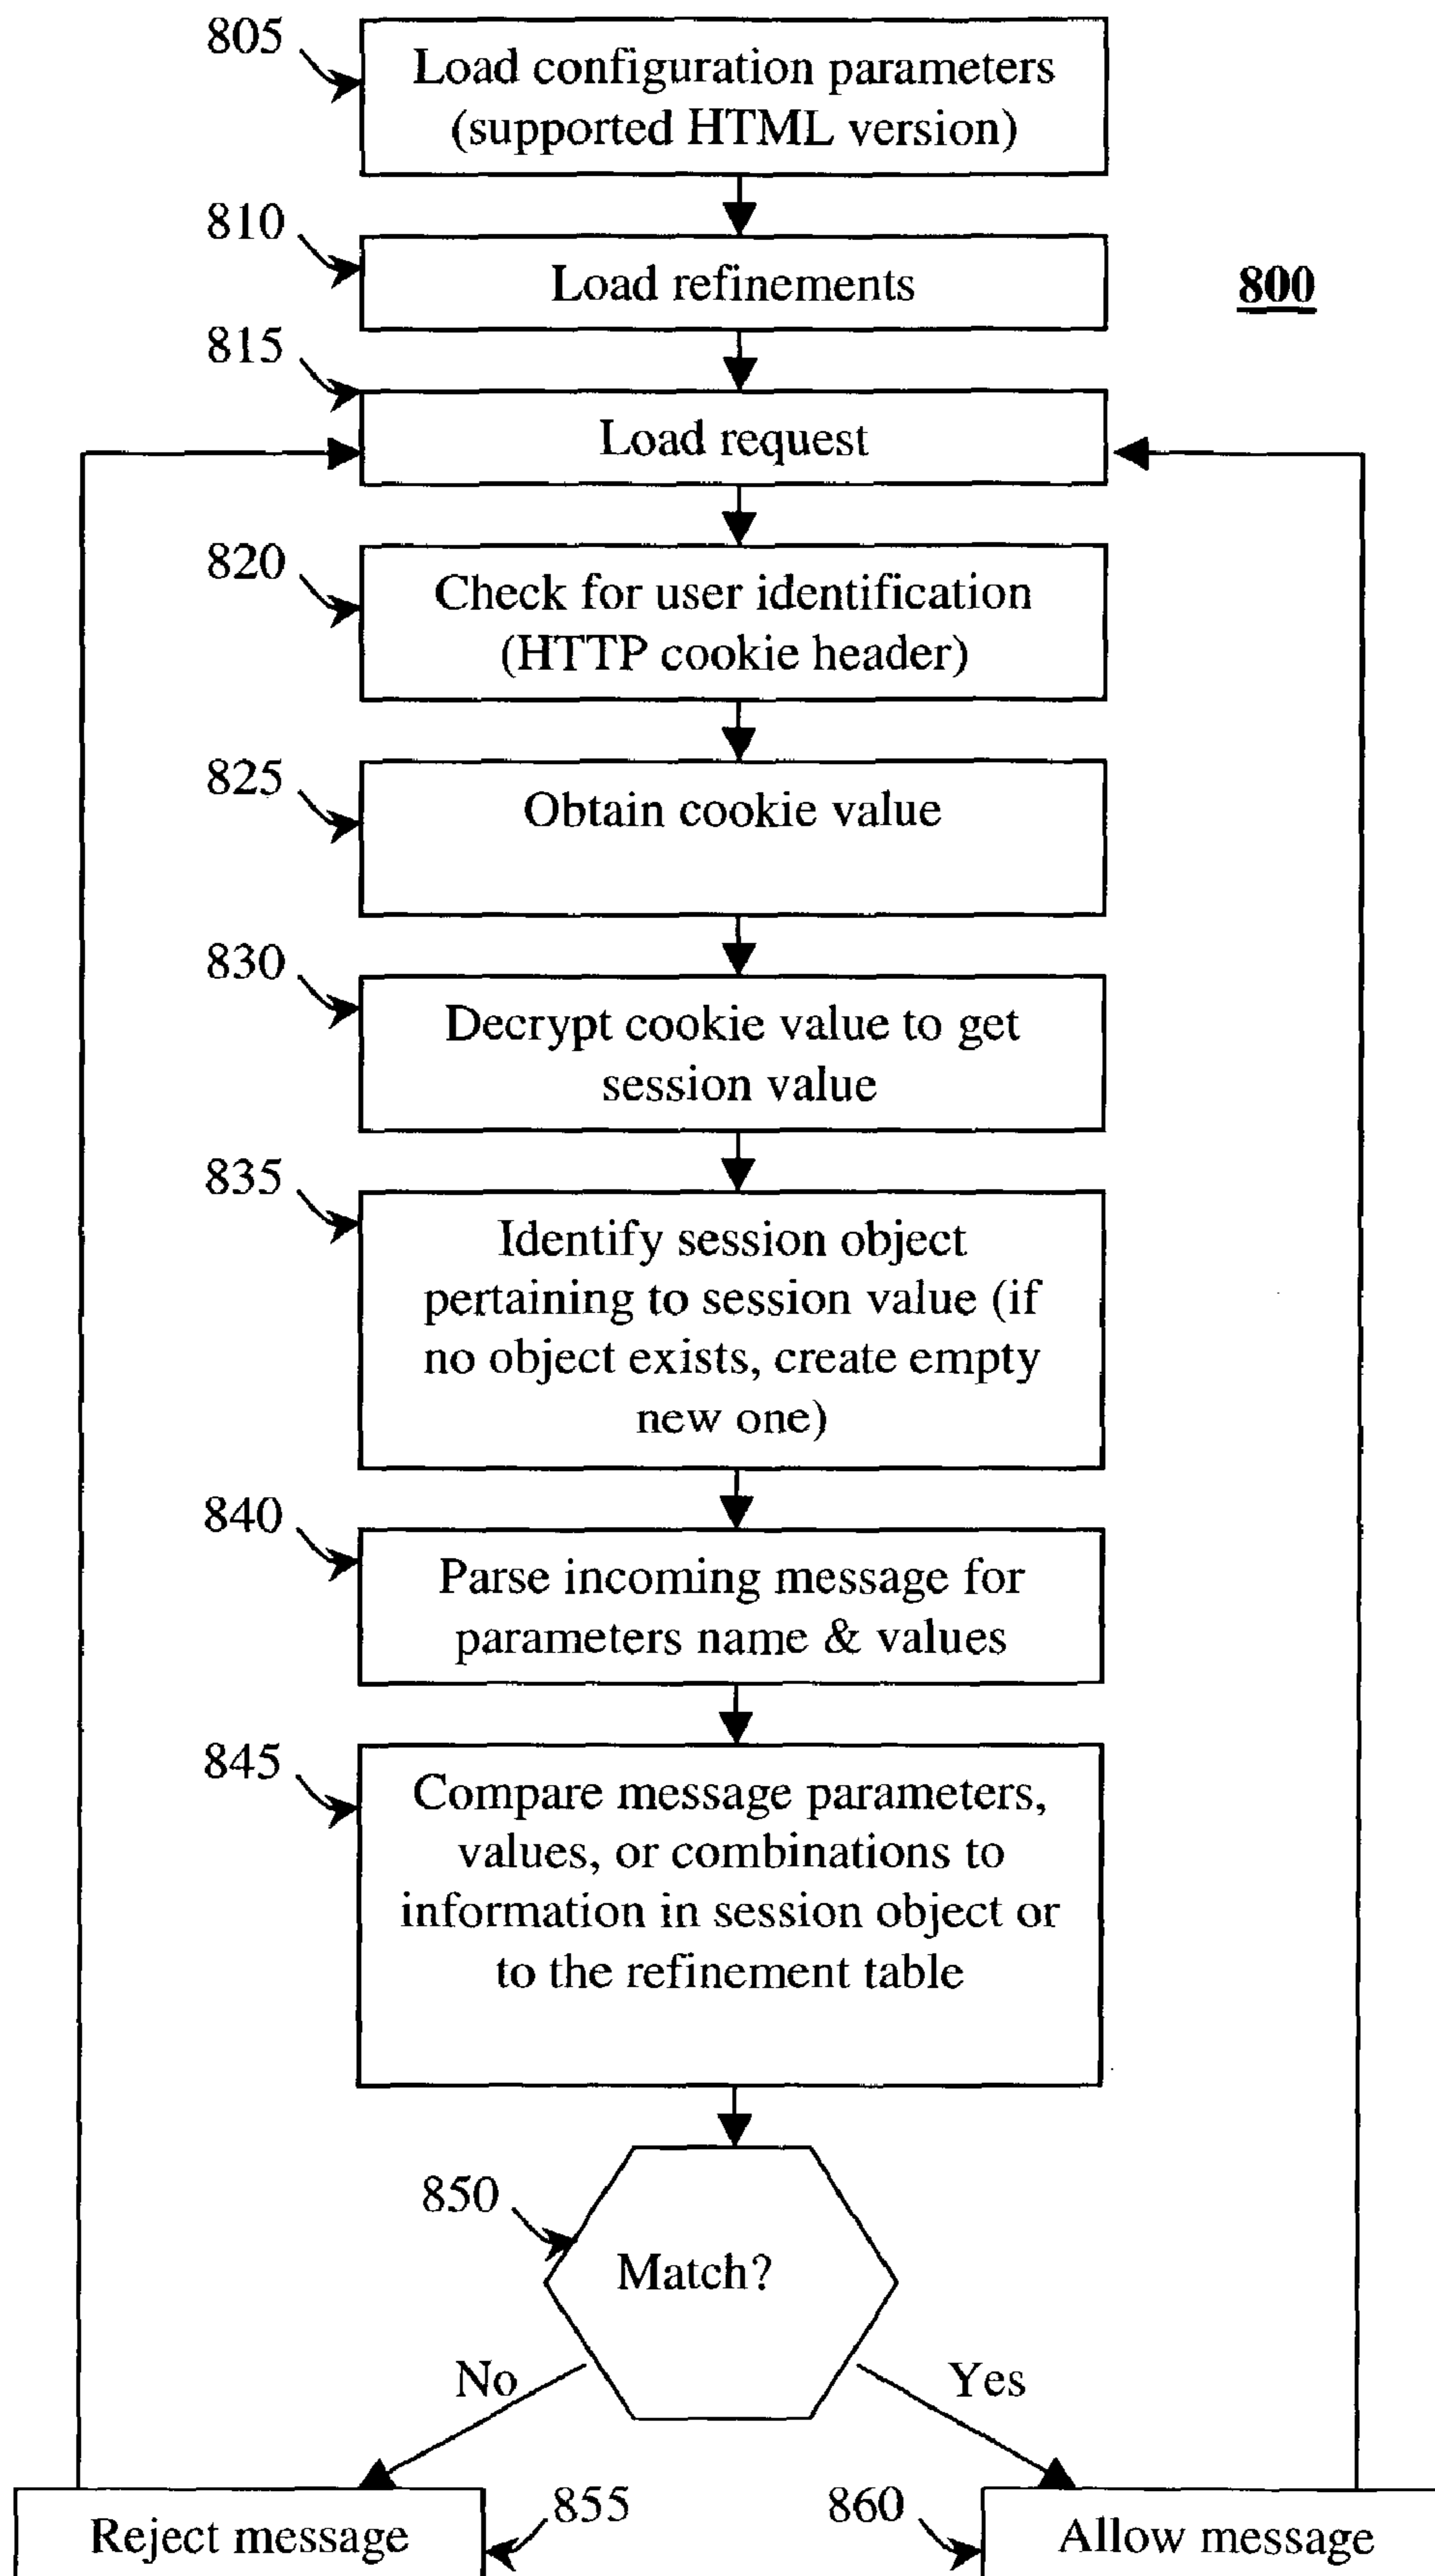 805
Load configuration parameters
(supported HTML version)
810
Load refinements
800
815
Load request
820
Check for user identification
(HTTP cookie header)
825
Obtain cookie value
830
Decrypt cookie value to get
session value
835
Identify session object
pertaining to session value (if
no object exists, create empty
new one)
840
Parse incoming message for
parameters name & values
845
Compare message parameters,
values, or combinations to
information in session object or
to the refinement table
850
Match?
No
Yes
Reject message
855
860
Allow message